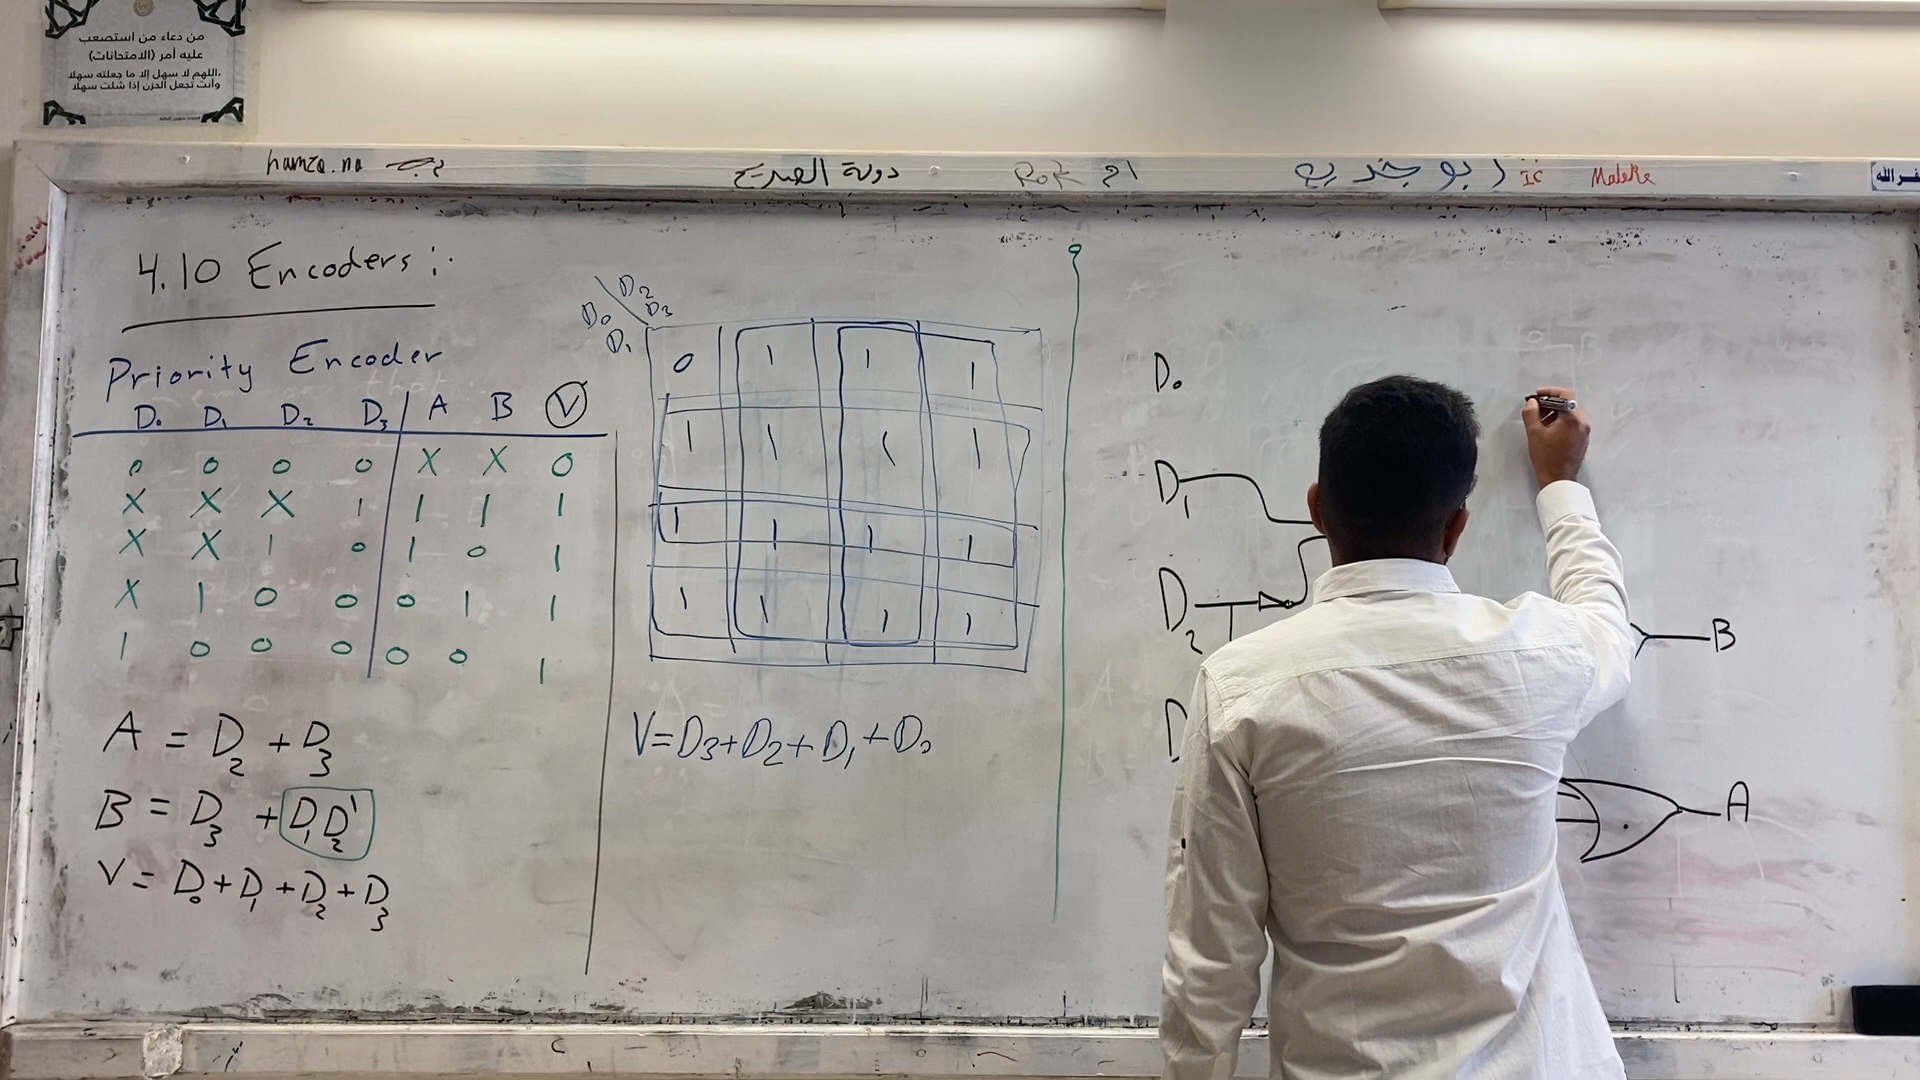 من دعاء من استصعب
عليه أمر (الامتحانات)
اللهم لا سهل إلا ما جعلته سهلا،
وأنت تجعل الحزن إذا شئت سهلا
hamza.na
دولة
ابو
Maleka
4.10 Encoders:
Priority Encoder
D₀ D₁ D₂ D₃ A B V
0 0 0 0 X X 0
X X X 1 1 1 1
X X 1 0 1 0 1
X 1 0 0 0 1 1
1 0 0 0 0 0 1
A = D₂ + D₃
B = D₃ + D₁D₂'
V = D₀ + D₁ + D₂ + D₃
D₂
D₀ D₃
D₁
0 1 1 1
1 1 1 1
1 1 1 1
1 1 1 1
V=D₃+D₂+D₁+D₀
D₀
D₁
D₂
B
D
A